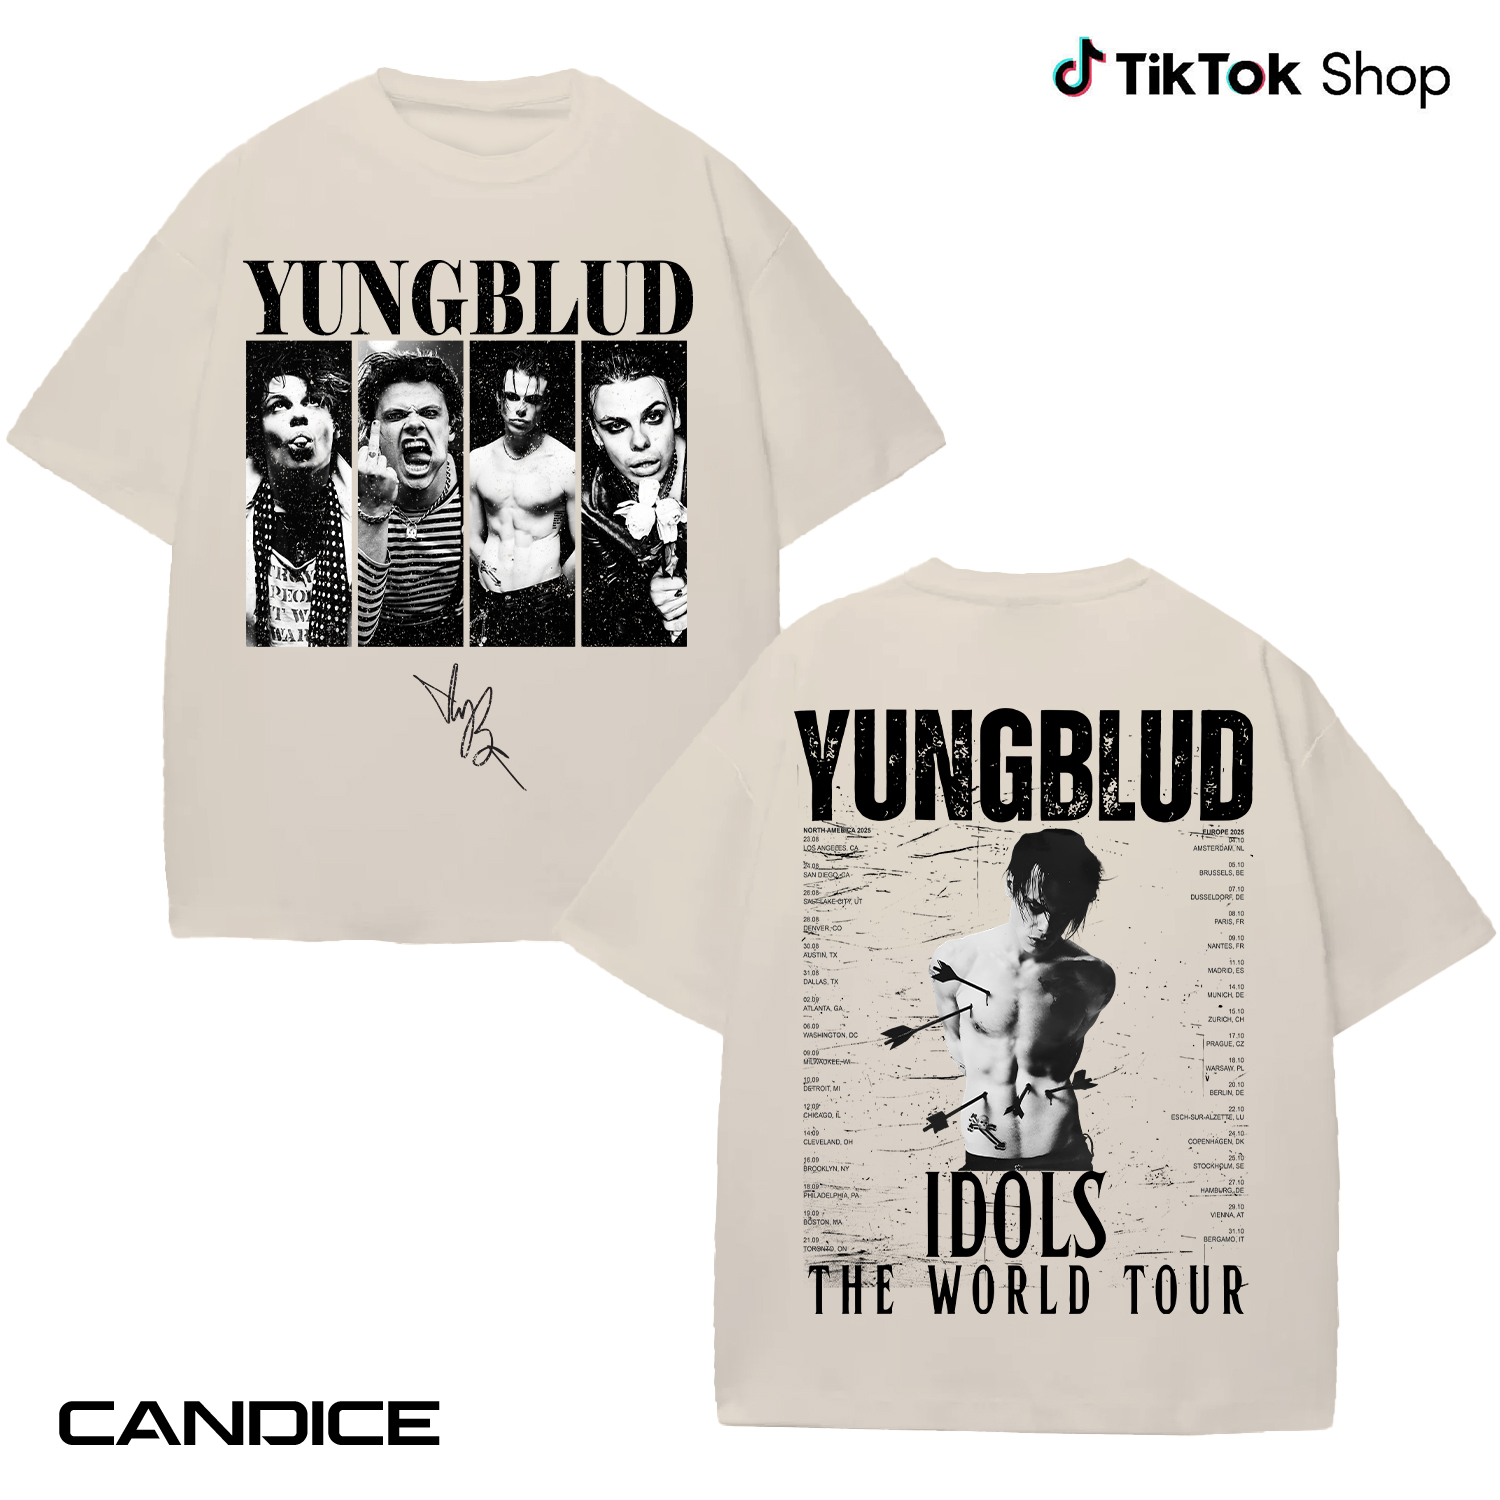 TikTok Shop
YUNGBLUD
PEOP
WAR
YUNGBLUD
NORTH AMERICA 2025
23.08
LOS ANGELES, CA
24.08
SAN DIEGO, CA
26.08
SALT LAKE CITY, UT
28.08
DENVER, CO
30.08
AUSTIN, TX
31.08
DALLAS, TX
02.09
ATLANTA, GA
06.09
WASHINGTON, DC
09.09
MILWAUKEE, WI
10.09
DETROIT, MI
12.09
CHICAGO, IL
14.09
CLEVELAND, OH
16.09
BROOKLYN, NY
18.09
PHILADELPHIA, PA
19.09
BOSTON, MA
21.09
TORONTO, ON
EUROPE 2025
04.10
AMSTERDAM, NL
05.10
BRUSSELS, BE
07.10
DUSSELDORF, DE
08.10
PARIS, FR
09.10
NANTES, FR
11.10
MADRID, ES
14.10
MUNICH, DE
15.10
ZURICH, CH
17.10
PRAGUE, CZ
18.10
WARSAW, PL
20.10
BERLIN, DE
22.10
ESCH-SUR-ALZETTE, LU
24.10
COPENHAGEN, DK
25.10
STOCKHOLM, SE
27.10
HAMBURG, DE
29.10
VIENNA, AT
31.10
BERGAMO, IT
IDOLS
THE WORLD TOUR
CANDICE